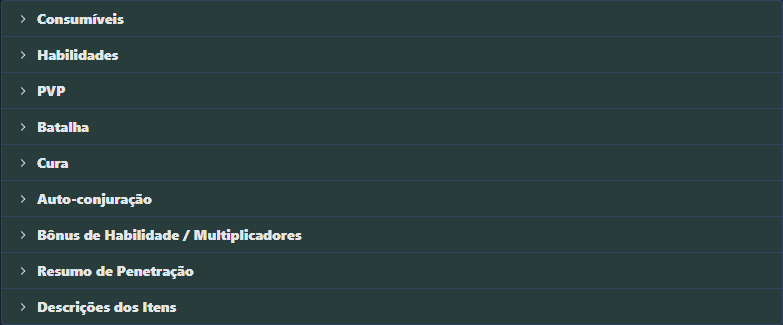 Consumíveis
Habilidades
PVP
Batalha
Cura
Auto-conjuração
Bônus de Habilidade / Multiplicadores
Resumo de Penetração
Descrições dos Itens